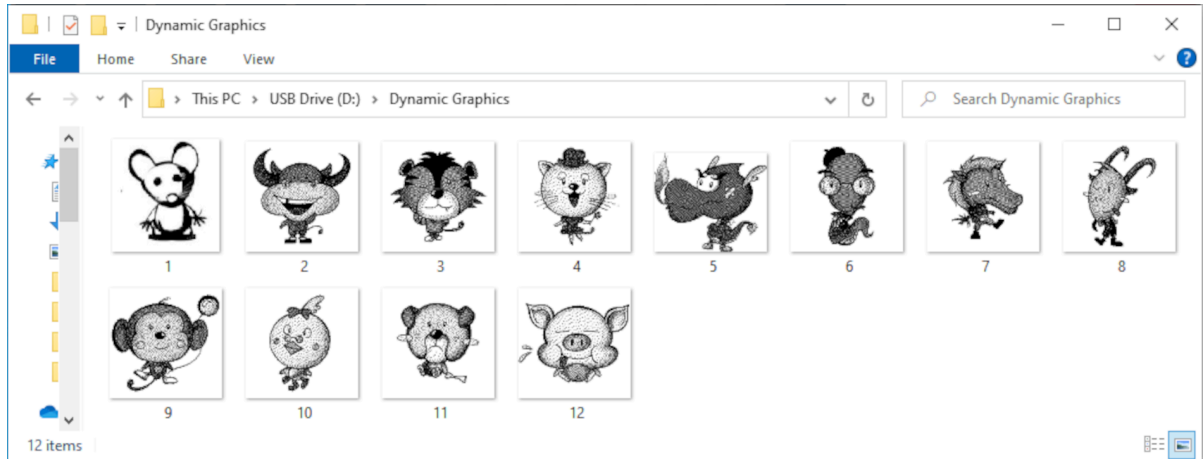 Dynamic Graphics
File Home Share View
This PC > USB Drive (D:) > Dynamic Graphics
Search Dynamic Graphics
1 2 3 4 5 6 7 8
9 10 11 12
12 items